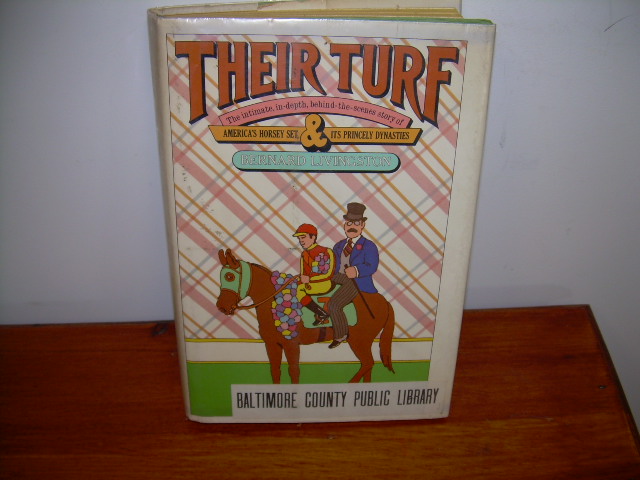 THEIR TURF
The intimate, in-depth, behind-the-scenes story of
AMERICA'S HORSEY SET, & ITS PRINCELY DYNASTIES
BERNARD LIVINGSTON
BALTIMORE COUNTY PUBLIC LIBRARY